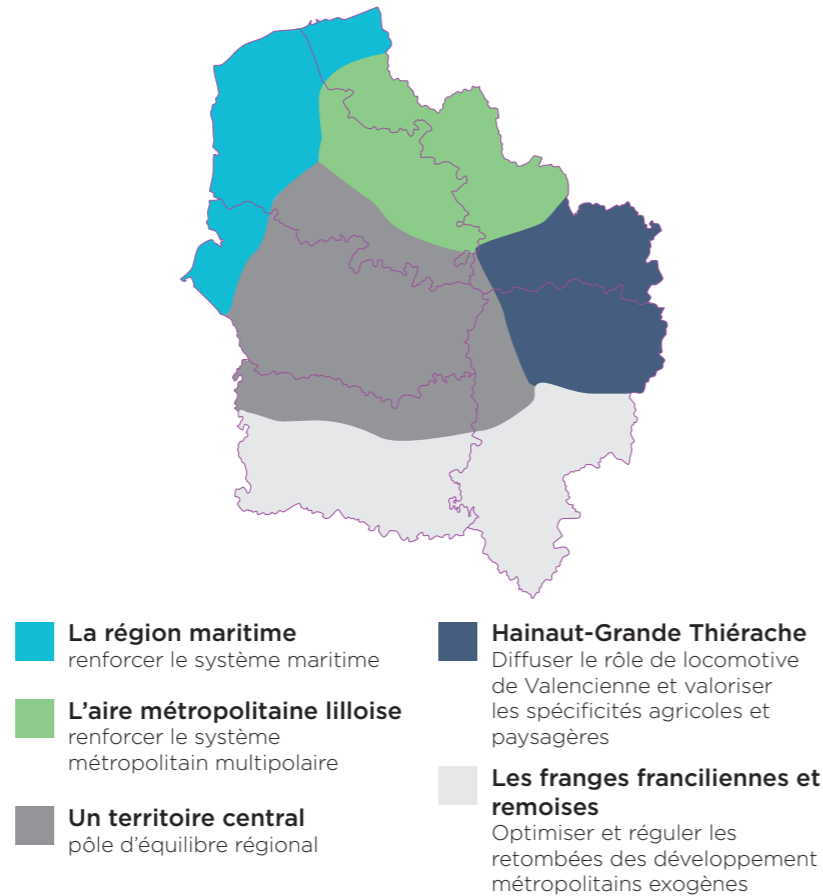 La région maritime
renforcer le système maritime
L'aire métropolitaine lilloise
renforcer le système
métropolitain multipolaire
Un territoire central
pôle d'équilibre régional
Hainaut-Grande Thiérache
Diffuser le rôle de locomotive
de Valencienne et valoriser
les spécificités agricoles et
paysagères
Les franges franciliennes et
remoises
Optimiser et réguler les
retombées des développement
métropolitains exogènes